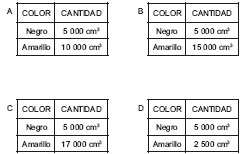 A COLOR CANTIDAD
Negro 5 000 cm³
Amarillo 10 000 cm³
B COLOR CANTIDAD
Negro 5 000 cm³
Amarillo 15 000 cm³
C COLOR CANTIDAD
Negro 5 000 cm³
Amarillo 17 000 cm³
D COLOR CANTIDAD
Negro 5 000 cm³
Amarillo 2 500 cm³